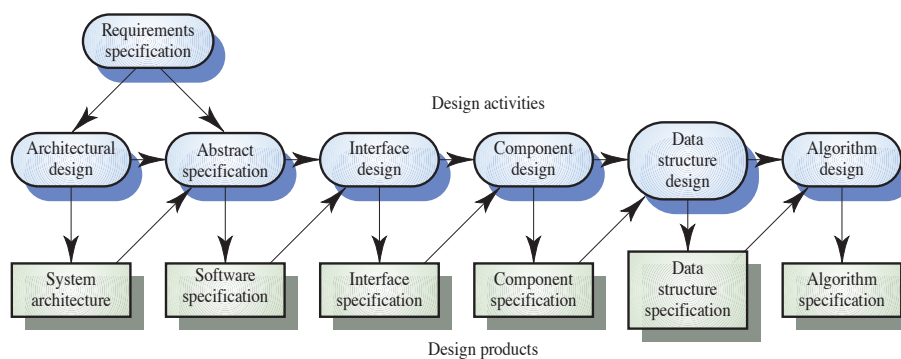 Requirements
specification
Design activities
Architectural
design
Abstract
specification
Interface
design
Component
design
Data
structure
design
Algorithm
design
System
architecture
Software
specification
Interface
specification
Component
specification
Data
structure
specification
Algorithm
specification
Design products